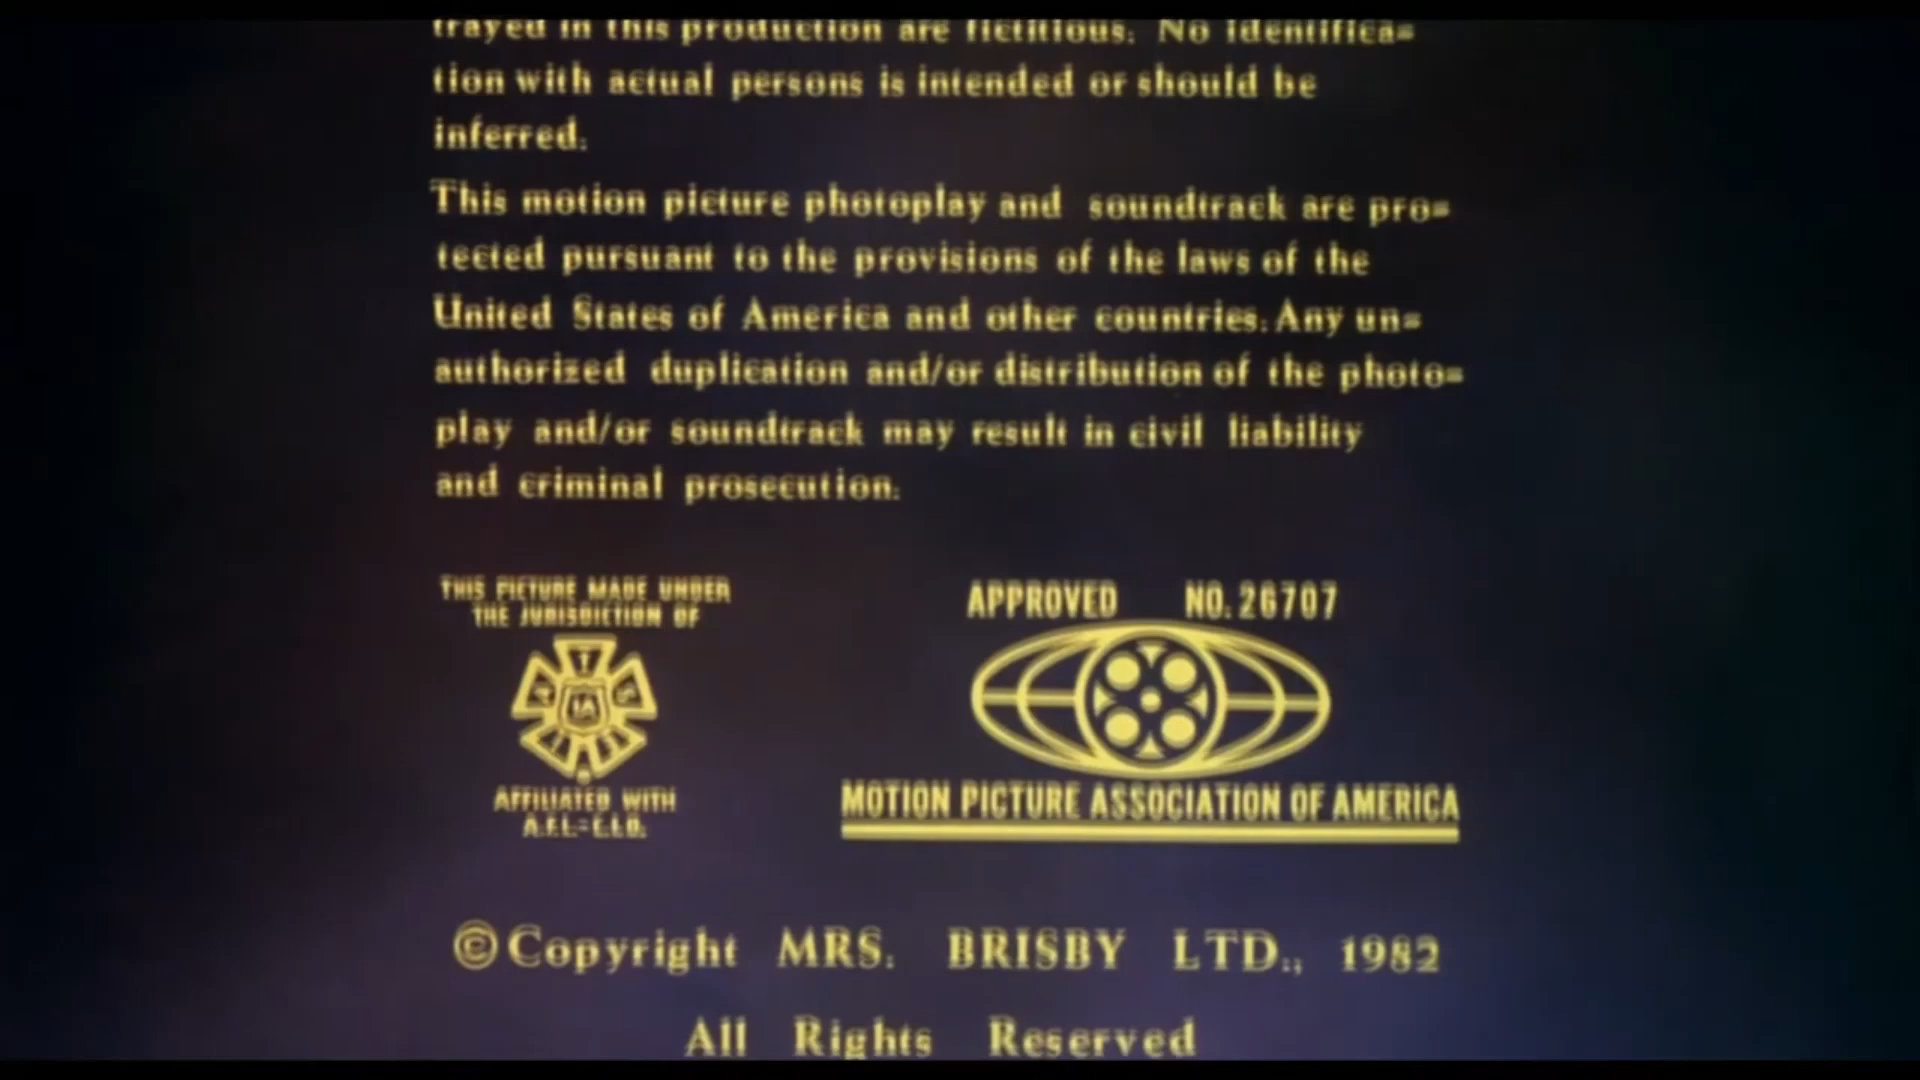 trayed in this production are fictitious. No identifica-
tion with actual persons is intended or should be
inferred.
This motion picture photoplay and soundtrack are pro-
tected pursuant to the provisions of the laws of the
United States of America and other countries. Any un-
authorized duplication and/or distribution of the photo-
play and/or soundtrack may result in civil liability
and criminal prosecution.
THIS PICTURE MADE UNDER
THE JURISDICTION OF
IA
AFFILIATED WITH
A.F.L.-C.I.O.
APPROVED NO. 26707
MOTION PICTURE ASSOCIATION OF AMERICA
©Copyright MRS. BRISBY LTD., 1982
All Rights Reserved